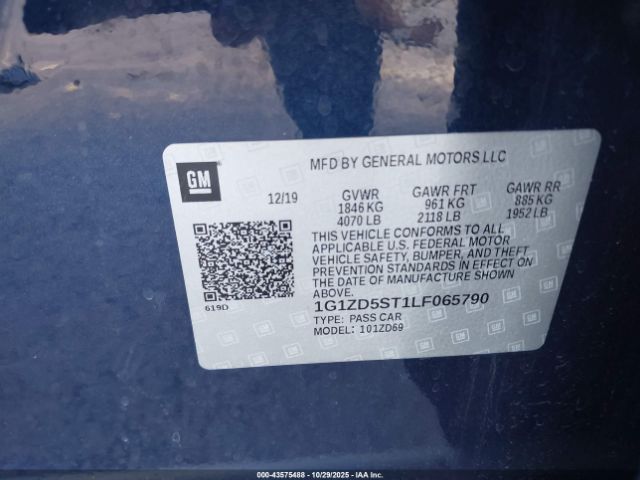 MFD BY GENERAL MOTORS LLC
GM
12/19 GVWR GAWR FRT GAWR RR
1846 KG 961 KG 885 KG
4070 LB 2118 LB 1952 LB
THIS VEHICLE CONFORMS TO ALL
APPLICABLE U.S. FEDERAL MOTOR
VEHICLE SAFETY, BUMPER, AND THEFT
PREVENTION STANDARDS IN EFFECT ON
THE DATE OF MANUFACTURE SHOWN
ABOVE.
619D
1G1ZD5ST1LF065790
TYPE: PASS CAR
MODEL: 101ZD69
© - 43575488 - 10/29/2025 - IAA Inc.